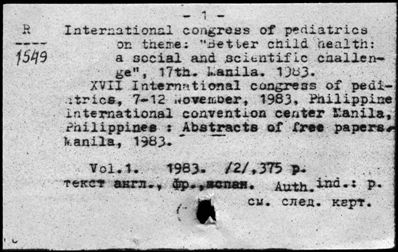 - 1 -
R International congress of pediatrics
1549 on theme: "Better child health:
a social and scientific challen-
ge", 17th. Manila. 1983.
XVII International congress of pedi-
atrics, 7-12 November, 1983, Philippine
international convention center Manila,
Philippines : Abstracts of free papers.
Manila, 1983.
Vol.1. 1983. /2/,375 p.
текст англ., фр.,испан. Auth.ind.: p.
см. след. карт.